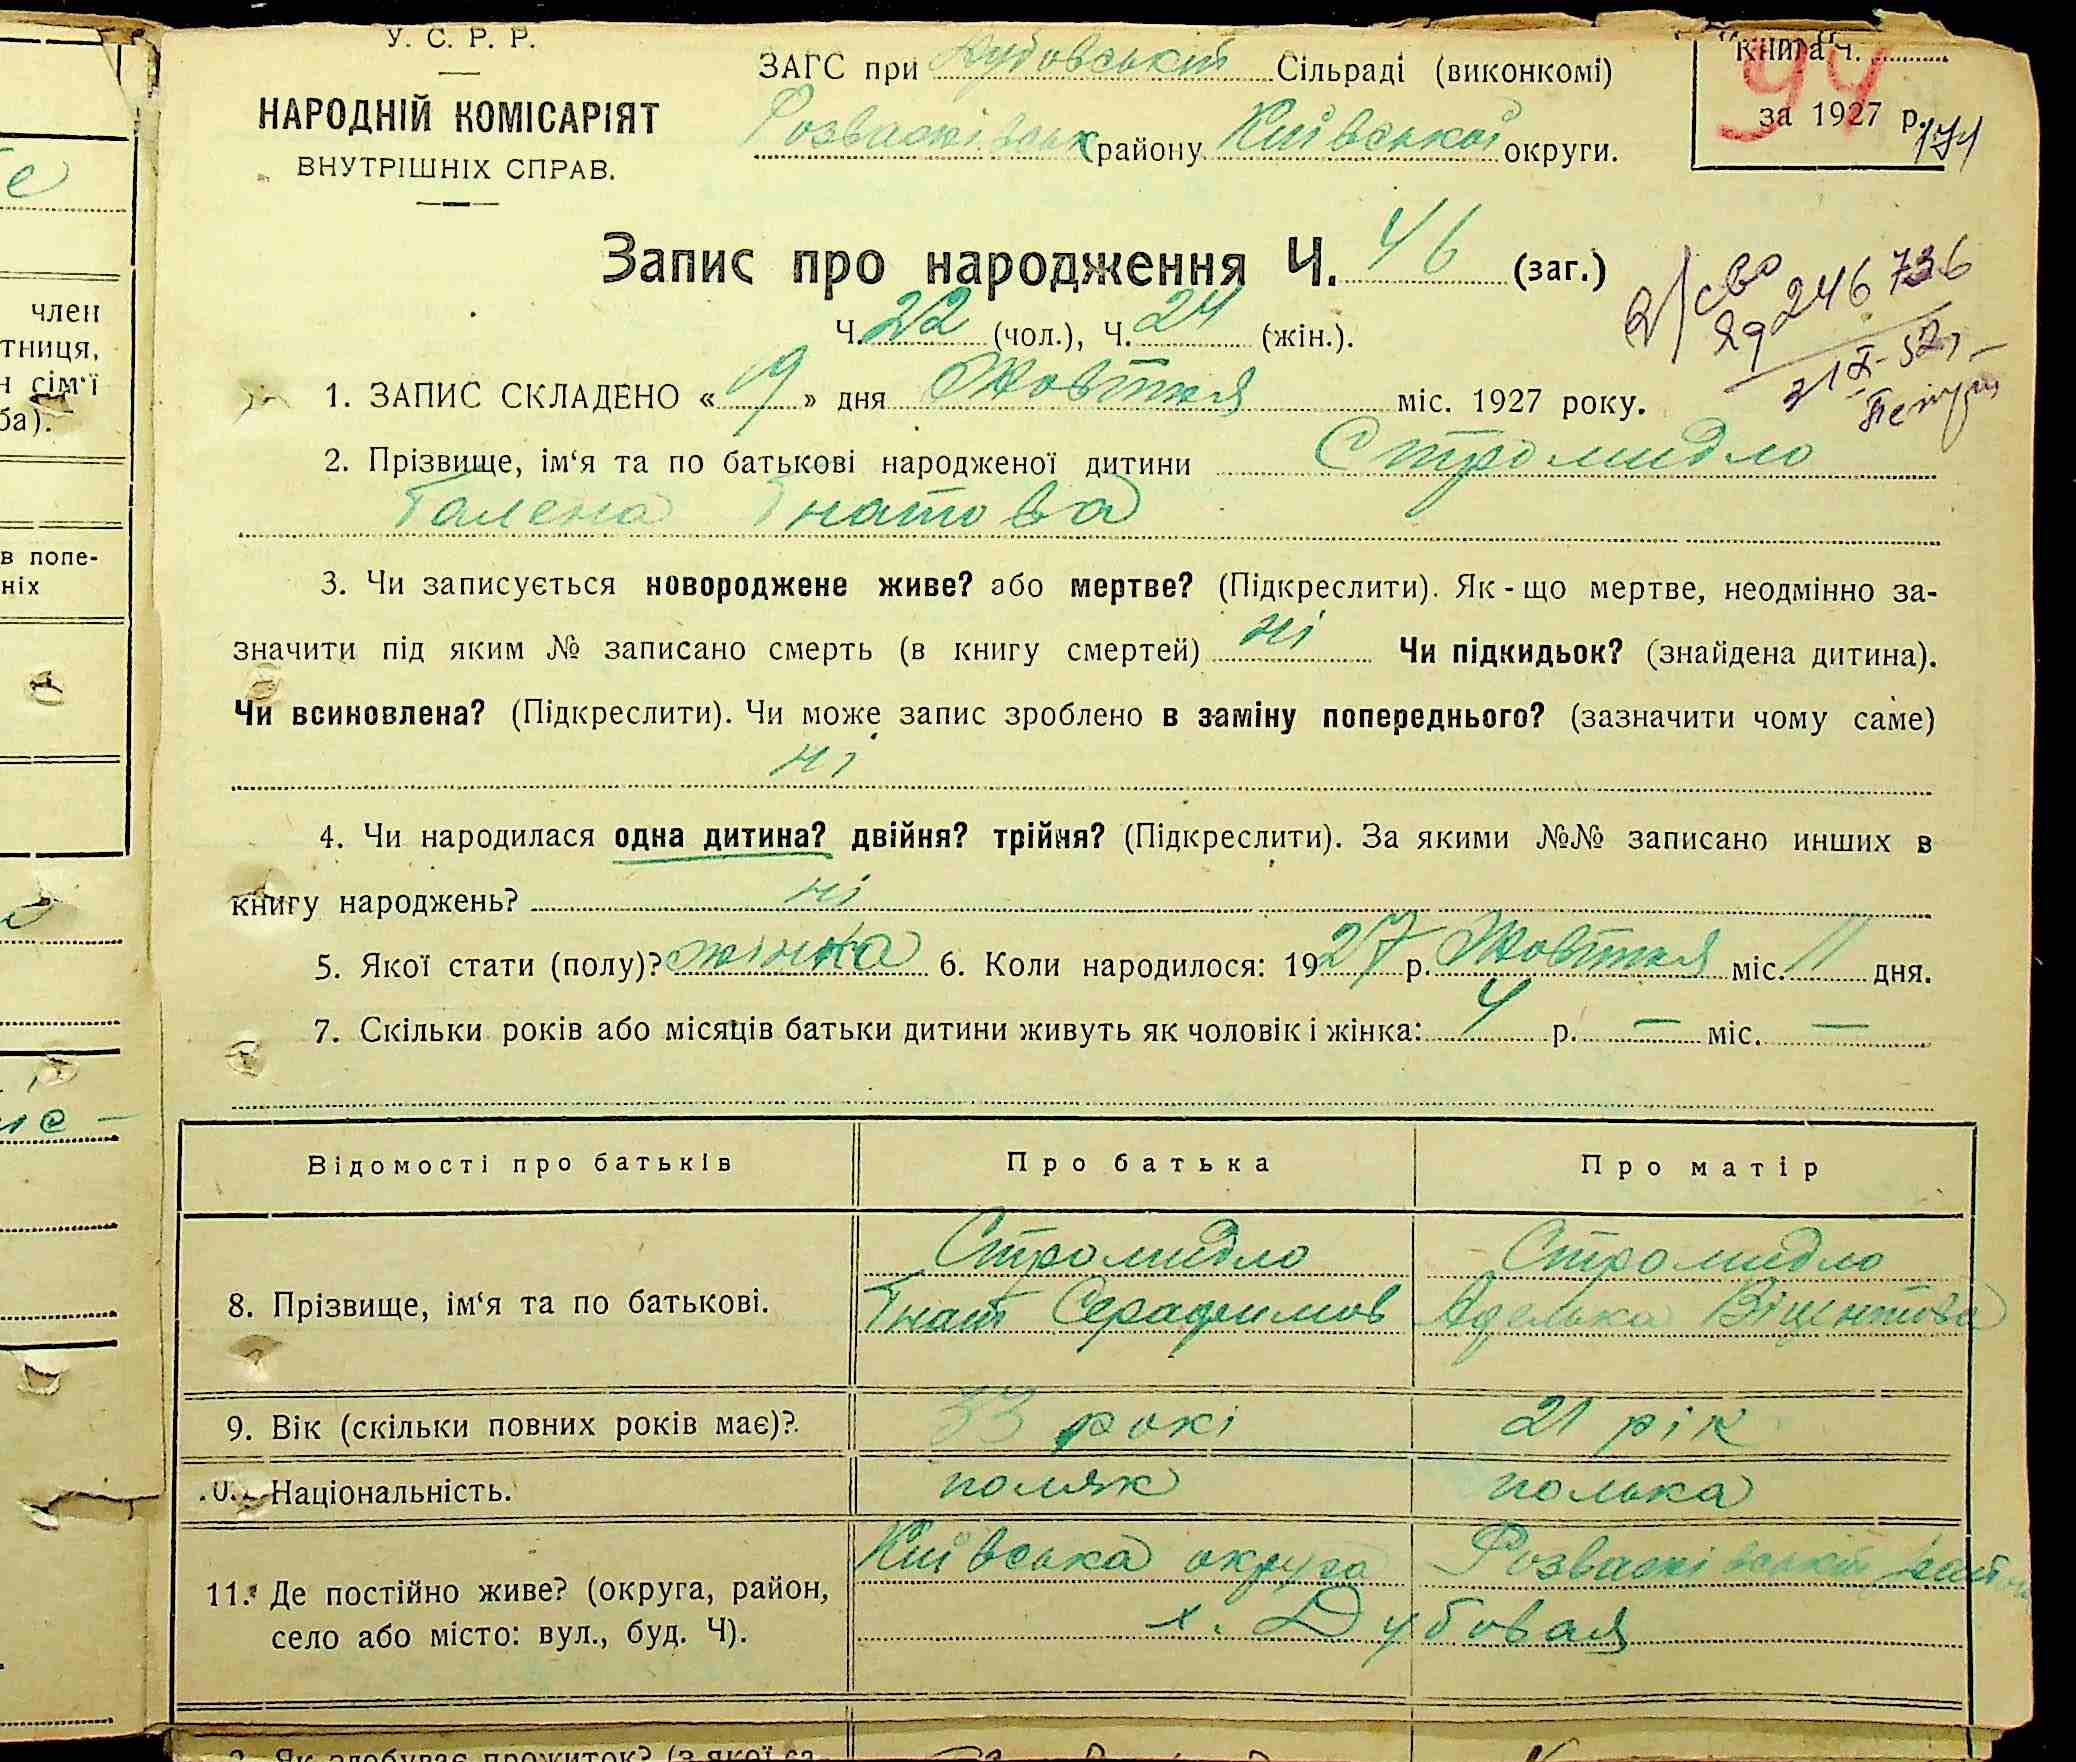 У. С. Р. Р.
НАРОДНІЙ КОМІСАРІЯТ
ВНУТРІШНІХ СПРАВ.
ЗАГС при Дубовській Сільраді (виконкомі)
Розважівськ району Київської округи.
Книга Ч.
94
за 1927 р.
171
Запис про народження Ч. 46 (заг.)
Ч. 22 (чол.), Ч. 24 (жін.).
246736
1. ЗАПИС СКЛАДЕНО « 19 » дня Жовтня міс. 1927 року.
2. Прізвище, ім‘я та по батькові народженої дитини Стромидло
Галена Гнатова
3. Чи записується новороджене живе? або мертве? (Підкреслити). Як-що мертве, неодмінно за-
значити під яким № записано смерть (в книгу смертей) ні Чи підкидьок? (знайдена дитина).
Чи всиновлена? (Підкреслити). Чи може запис зроблено в заміну попереднього? (зазначити чому саме)
ні
4. Чи народилася одна дитина? двійня? трійня? (Підкреслити). За якими №№ записано инших в
книгу народжень? ні
5. Якої стати (полу)? жінка 6. Коли народилося: 1927 р. Жовтня міс. 11 дня.
7. Скільки років або місяців батьки дитини живуть як чоловік і жінка: 4 р. — міс. —
Відомості про батьків Про батька Про матір
Стромидло Стромидло
8. Прізвище, ім‘я та по батькові. Гнат Серафимов Аделька Віцентова
9. Вік (скільки повних років має)? 33 рокі 21 рік
Національність. поляк полька
Київська округа Розважівськи
11. Де постійно живе? (округа, район,
село або місто: вул., буд. Ч). х. Дубовая
член
тниця,
н сім‘ї
ба).
в попе-
ніх